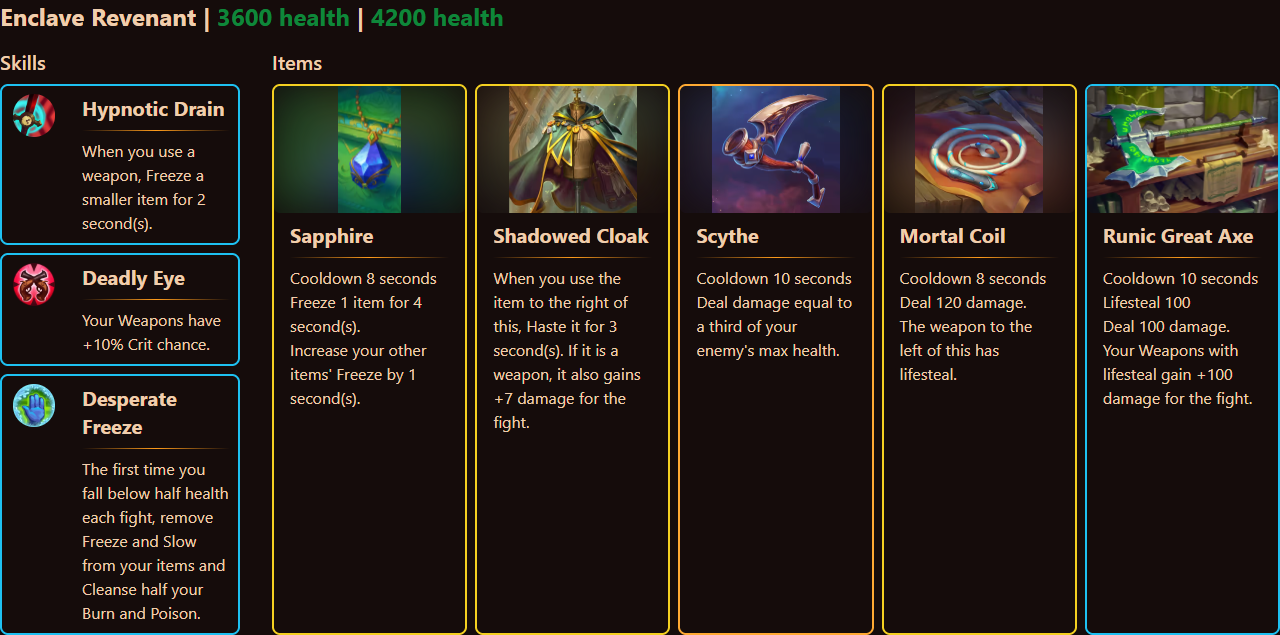 Enclave Revenant | 3600 health | 4200 health
Skills
Hypnotic Drain
When you use a
weapon, Freeze a
smaller item for 2
second(s).
Deadly Eye
Your Weapons have
+10% Crit chance.
Desperate
Freeze
The first time you
fall below half health
each fight, remove
Freeze and Slow
from your items and
Cleanse half your
Burn and Poison.
Items
Sapphire
Cooldown 8 seconds
Freeze 1 item for 4
second(s).
Increase your other
items' Freeze by 1
second(s).
Shadowed Cloak
When you use the
item to the right of
this, Haste it for 3
second(s). If it is a
weapon, it also gains
+7 damage for the
fight.
Scythe
Cooldown 10 seconds
Deal damage equal to
a third of your
enemy's max health.
Mortal Coil
Cooldown 8 seconds
Deal 120 damage.
The weapon to the
left of this has
lifesteal.
Runic Great Axe
Cooldown 10 seconds
Lifesteal 100
Deal 100 damage.
Your Weapons with
lifesteal gain +100
damage for the fight.